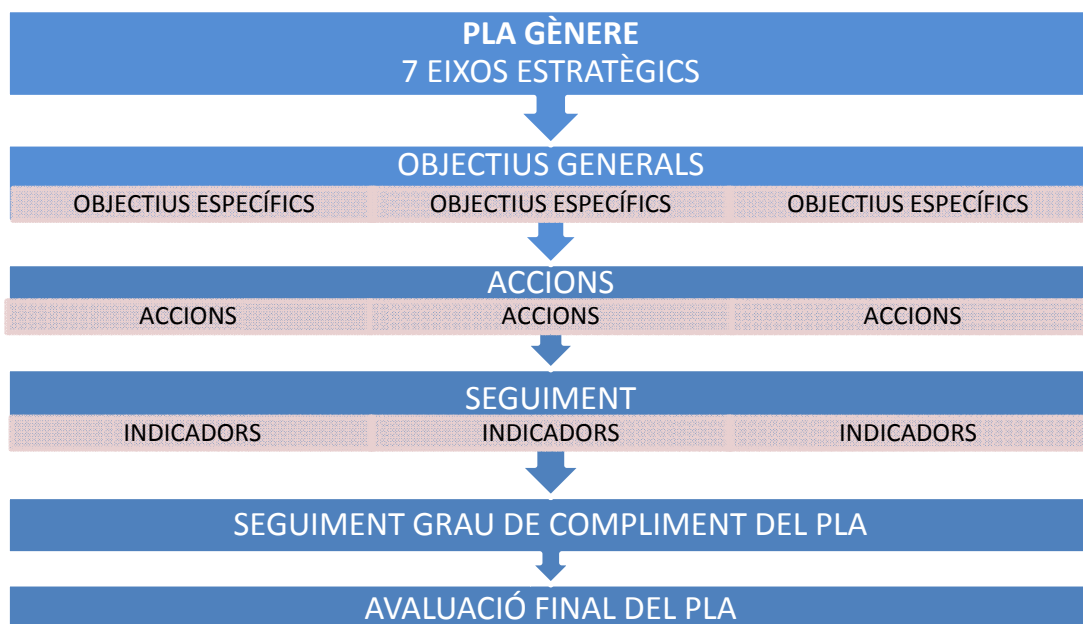 PLA GÈNERE
7 EIXOS ESTRATÈGICS
OBJECTIUS GENERALS
OBJECTIUS ESPECÍFICS OBJECTIUS ESPECÍFICS OBJECTIUS ESPECÍFICS
ACCIONS
ACCIONS ACCIONS ACCIONS
SEGUIMENT
INDICADORS INDICADORS INDICADORS
SEGUIMENT GRAU DE COMPLIMENT DEL PLA
AVALUACIÓ FINAL DEL PLA